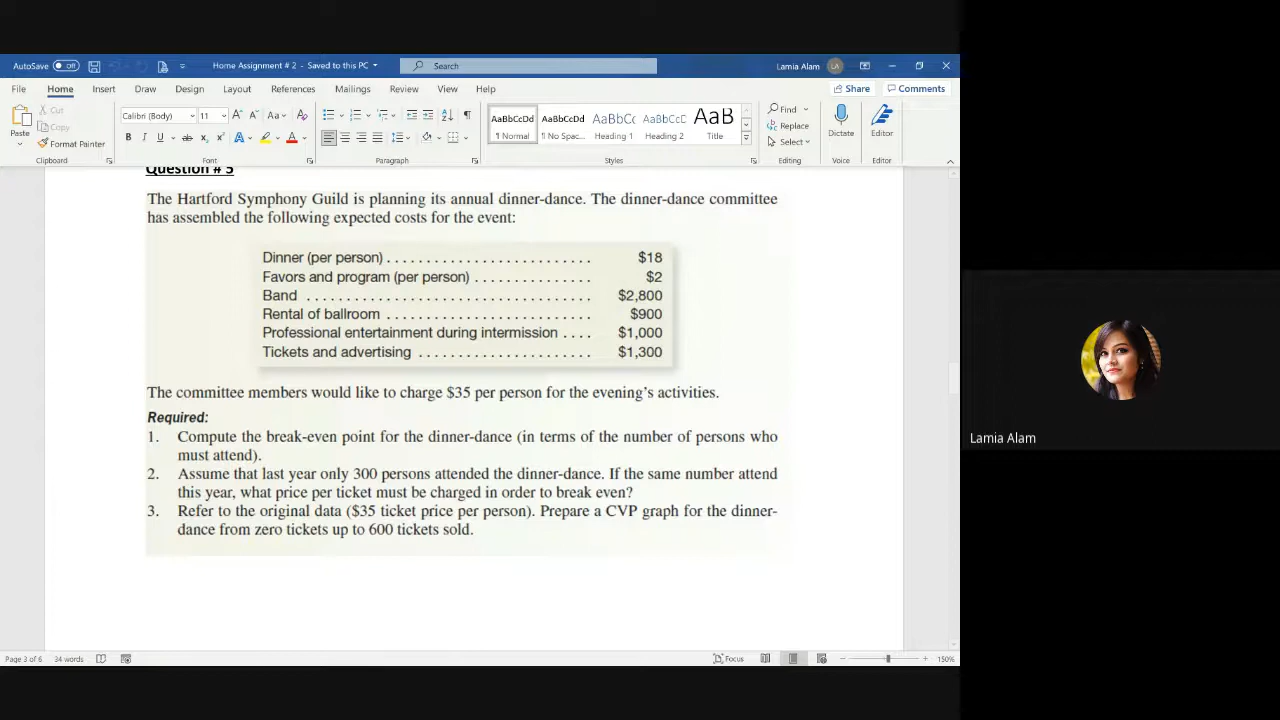 AutoSave Off Home Assignment # 2 - Saved to this PC Search Lamia Alam LA
File Home Insert Draw Design Layout References Mailings Review View Help Share Comments
Paste Cut Copy Format Painter
Calibri (Body) 11
AaBbCcDd AaBbCcDd AaBbCc AaBbCcC AaB
¶ Normal ¶ No Spac... Heading 1 Heading 2 Title
Find Replace Select Dictate Editor
Clipboard Font Paragraph Styles Editing Voice Editor
Question # 5
The Hartford Symphony Guild is planning its annual dinner-dance. The dinner-dance committee
has assembled the following expected costs for the event:
Dinner (per person) . . . . . . . . . . . . . . . . . . . . . . . . . . $18
Favors and program (per person) . . . . . . . . . . . . . . . $2
Band . . . . . . . . . . . . . . . . . . . . . . . . . . . . . . . . . . . . $2,800
Rental of ballroom . . . . . . . . . . . . . . . . . . . . . . . . . . $900
Professional entertainment during intermission . . . . $1,000
Tickets and advertising . . . . . . . . . . . . . . . . . . . . . . $1,300
The committee members would like to charge $35 per person for the evening's activities.
Required:
1. Compute the break-even point for the dinner-dance (in terms of the number of persons who
must attend).
2. Assume that last year only 300 persons attended the dinner-dance. If the same number attend
this year, what price per ticket must be charged in order to break even?
3. Refer to the original data ($35 ticket price per person). Prepare a CVP graph for the dinner-
dance from zero tickets up to 600 tickets sold.
Lamia Alam
Page 3 of 6 34 words Focus 150%